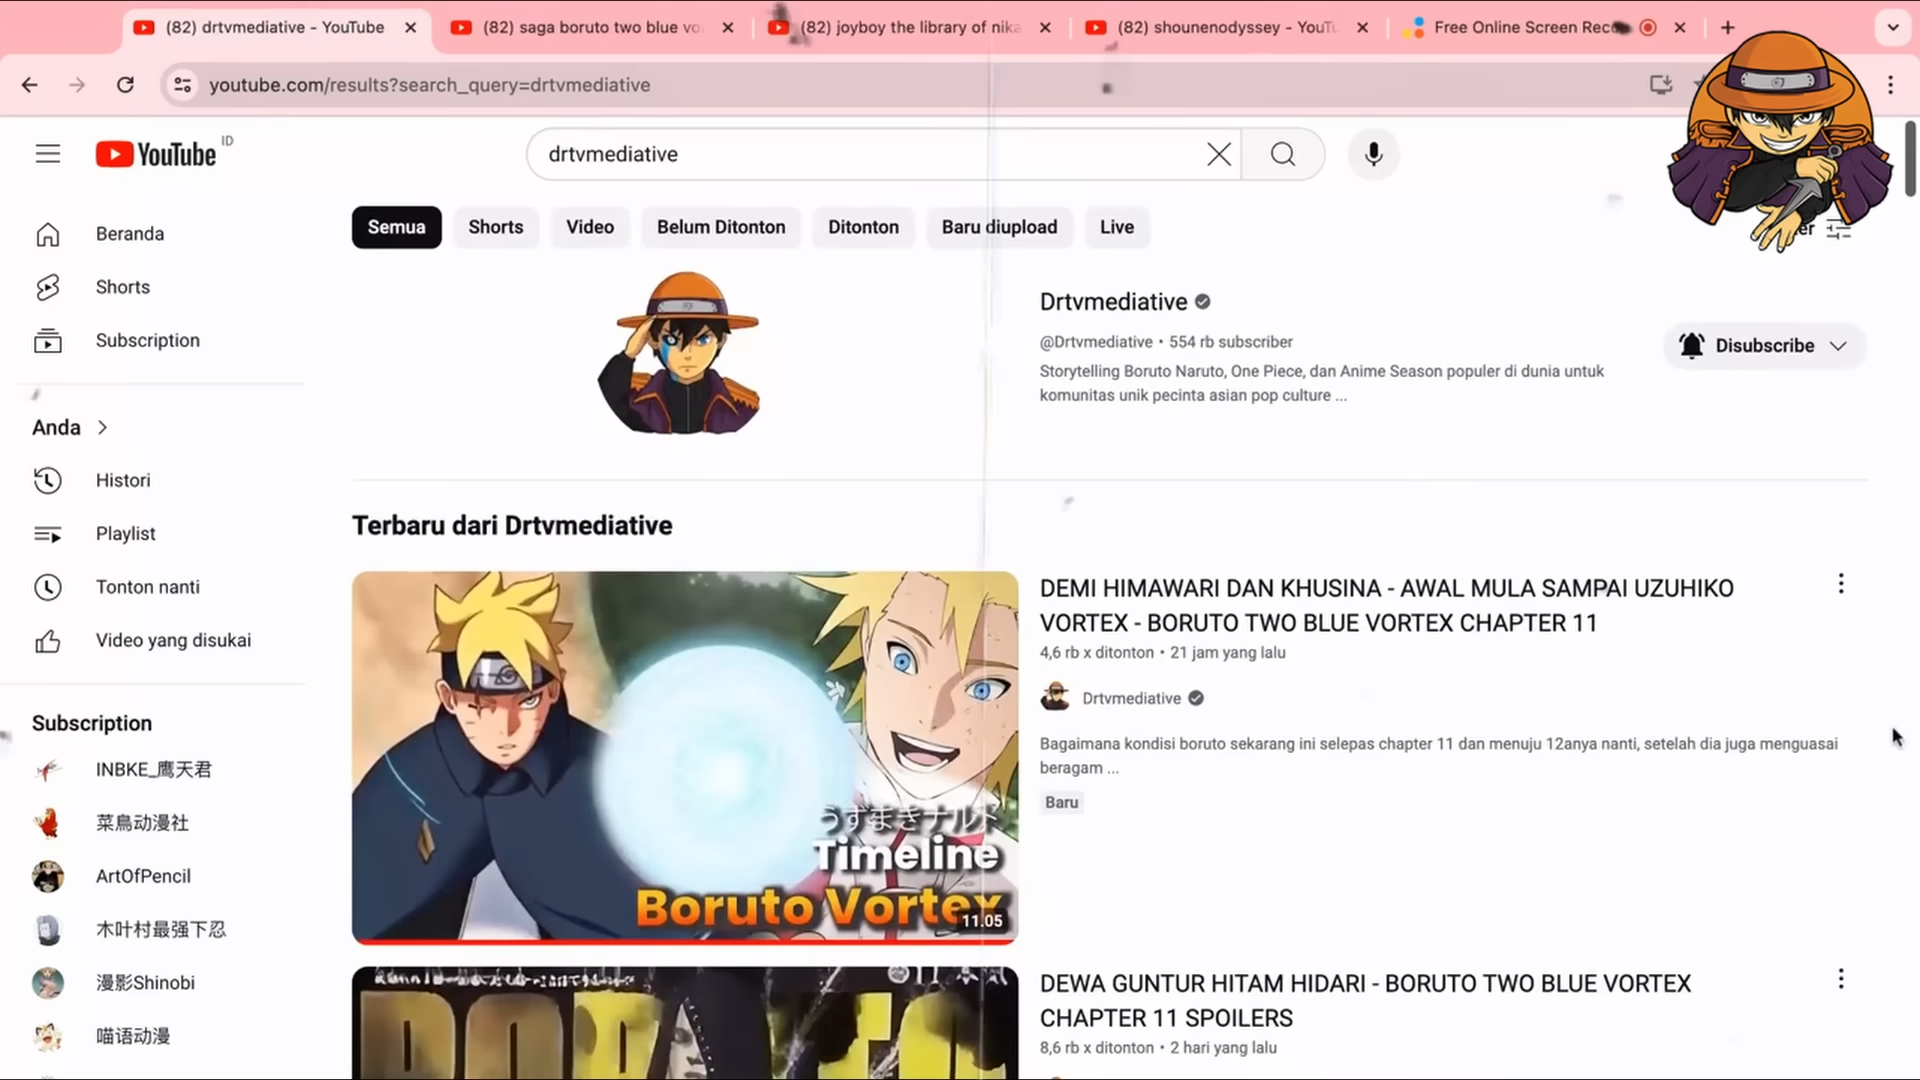 (82) drtvmediative - YouTube
(82) saga boruto two blue vo
(82) joyboy the library of nika
(82) shounenodyssey - YouTu
Free Online Screen Rec
youtube.com/results?search_query=drtvmediative
YouTube ID
drtvmediative
Semua
Shorts
Video
Belum Ditonton
Ditonton
Baru diupload
Live
Beranda
Shorts
Subscription
Anda
Histori
Playlist
Tonton nanti
Video yang disukai
Subscription
INBKE_鹰天君
菜鳥动漫社
ArtOfPencil
木叶村最强下忍
漫影Shinobi
喵语动漫
Drtvmediative
@Drtvmediative • 554 rb subscriber
Storytelling Boruto Naruto, One Piece, dan Anime Season populer di dunia untuk
komunitas unik pecinta asian pop culture ...
Disubscribe
Terbaru dari Drtvmediative
うずまきナルト
Timeline
Boruto Vortex
11.05
DEMI HIMAWARI DAN KHUSINA - AWAL MULA SAMPAI UZUHIKO
VORTEX - BORUTO TWO BLUE VORTEX CHAPTER 11
4,6 rb x ditonton • 21 jam yang lalu
Drtvmediative
Bagaimana kondisi boruto sekarang ini selepas chapter 11 dan menuju 12anya nanti, setelah dia juga menguasai
beragam ...
Baru
DEWA GUNTUR HITAM HIDARI - BORUTO TWO BLUE VORTEX
CHAPTER 11 SPOILERS
8,6 rb x ditonton • 2 hari yang lalu